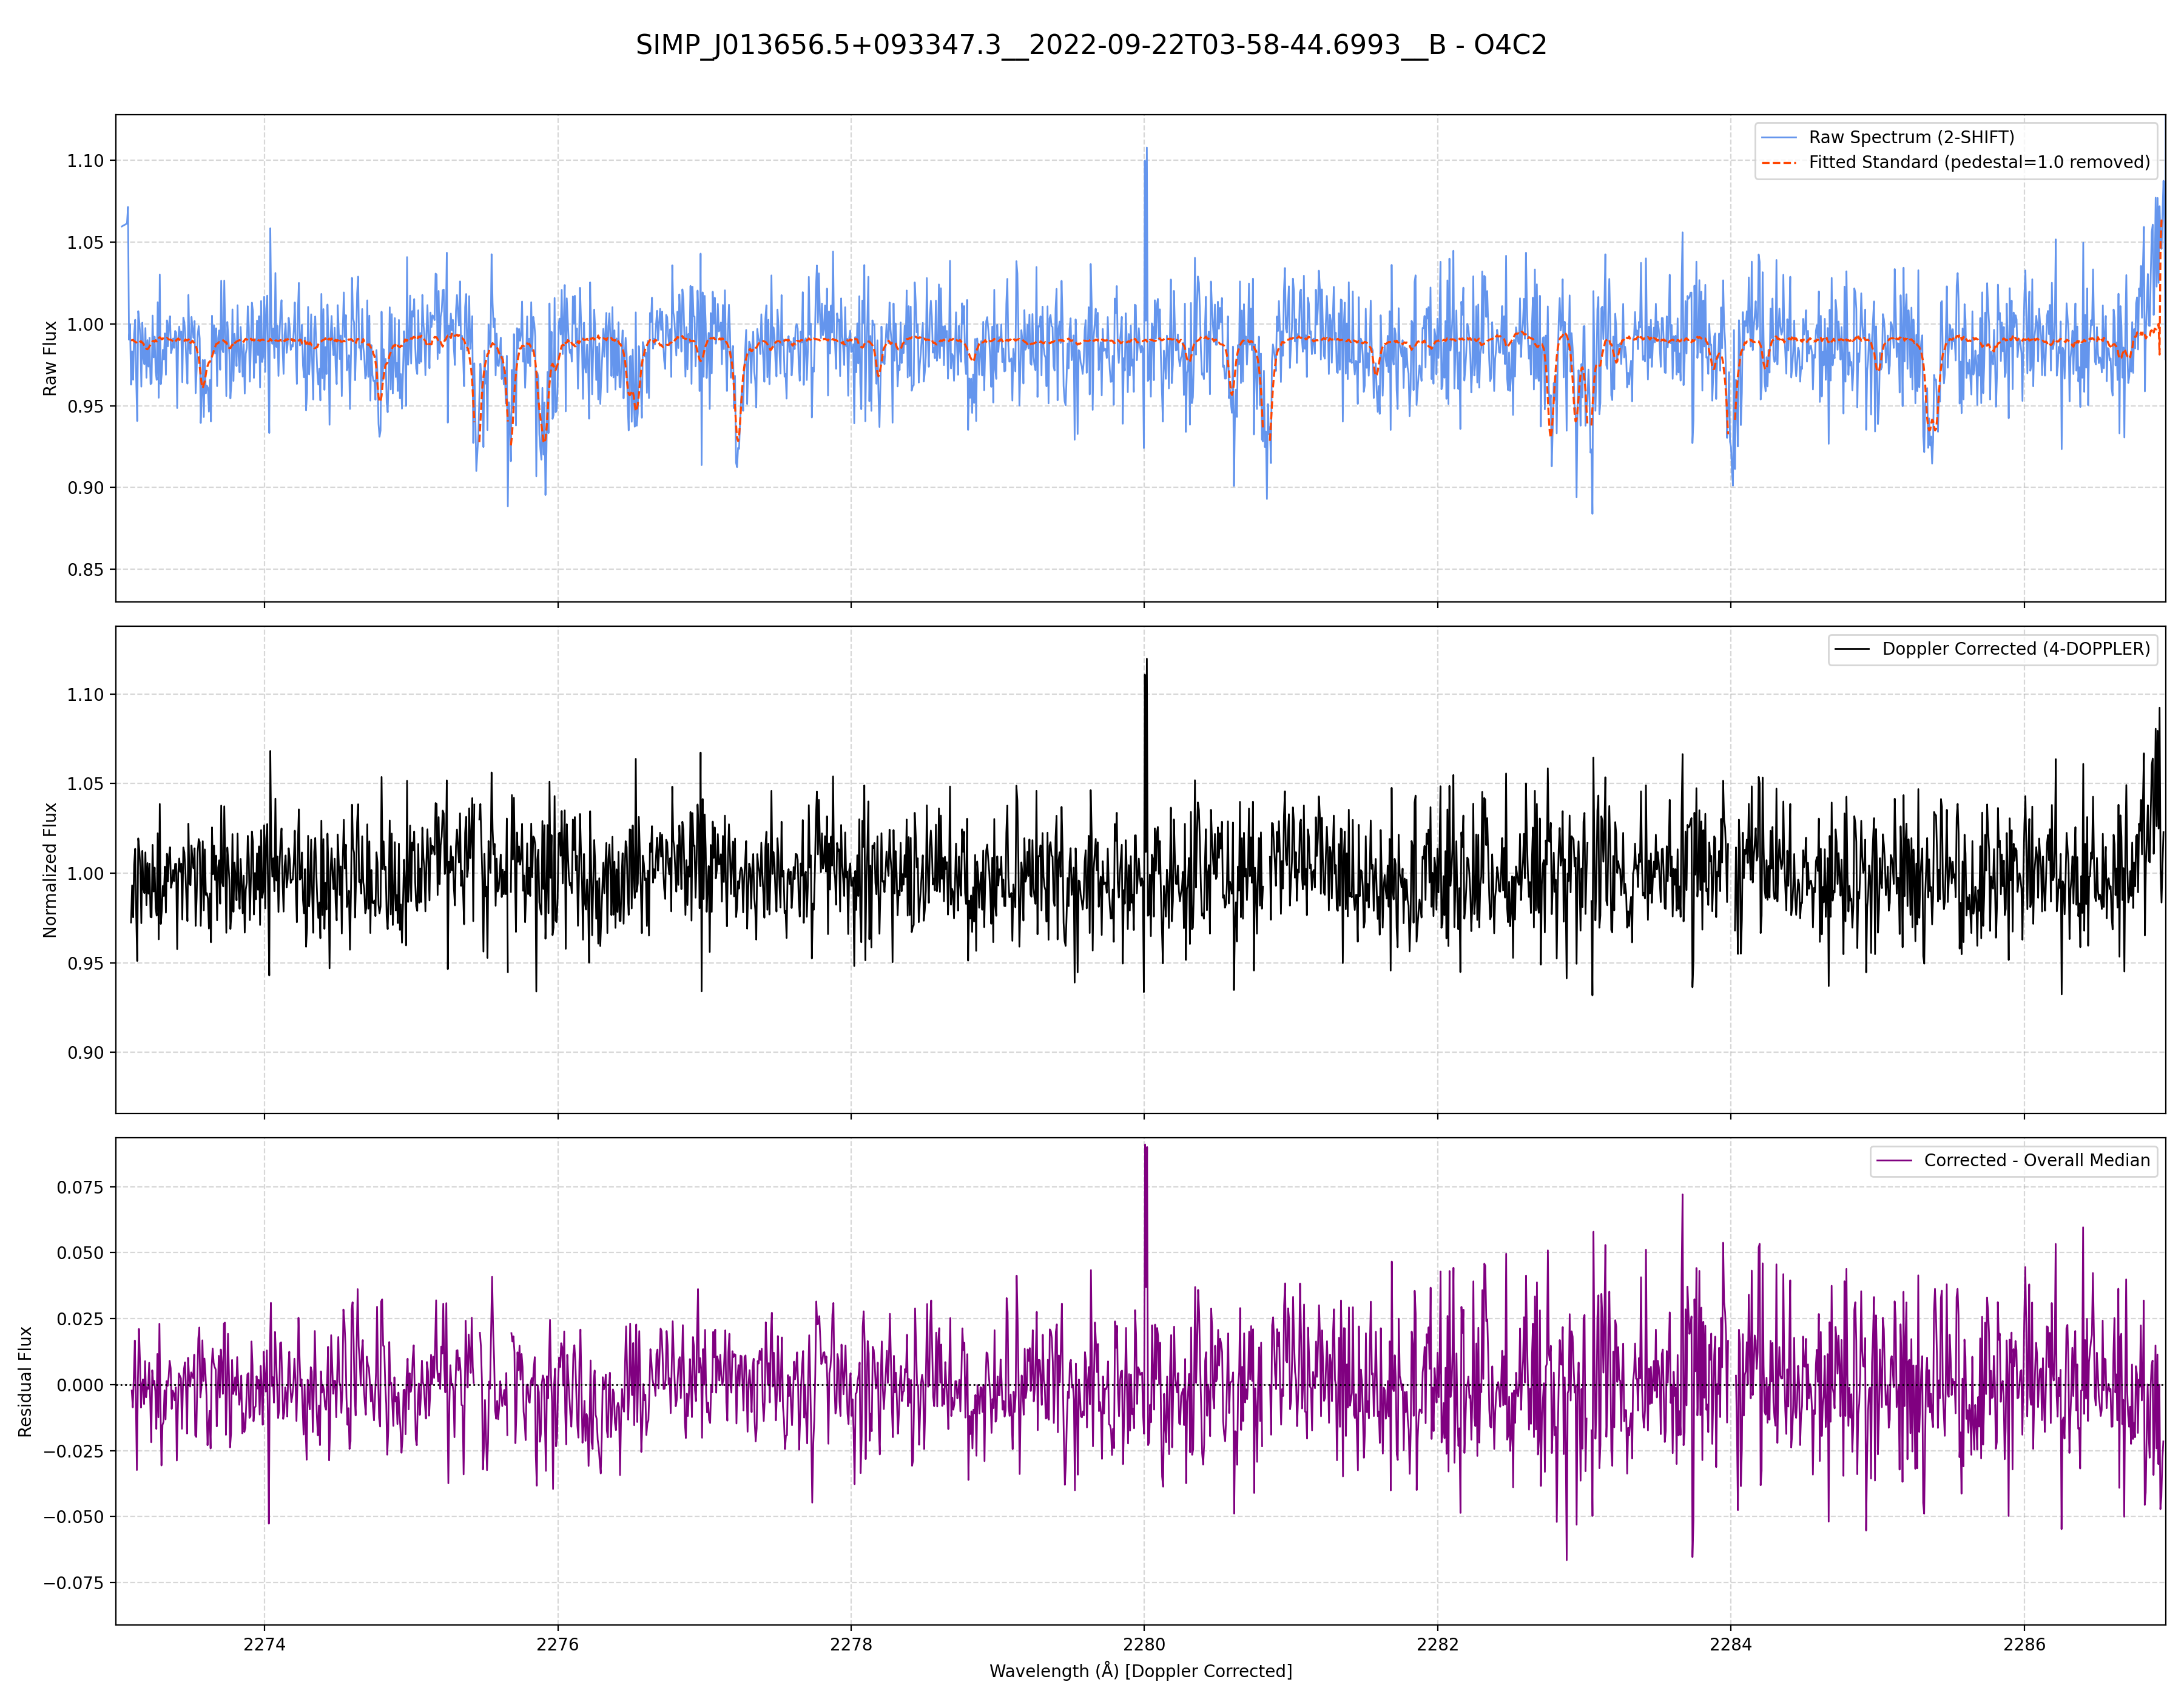 SIMP_J013656.5+093347.3__2022-09-22T03-58-44.6993__B - O4C2
Raw Spectrum (2-SHIFT)
Fitted Standard (pedestal=1.0 removed)
1.10
1.05
1.00
0.95
0.90
0.85
Raw Flux
Doppler Corrected (4-DOPPLER)
1.10
1.05
1.00
0.95
0.90
Normalized Flux
Corrected - Overall Median
0.075
0.050
0.025
0.000
−0.025
−0.050
−0.075
Residual Flux
2274 2276 2278 2280 2282 2284 2286
Wavelength (Å) [Doppler Corrected]